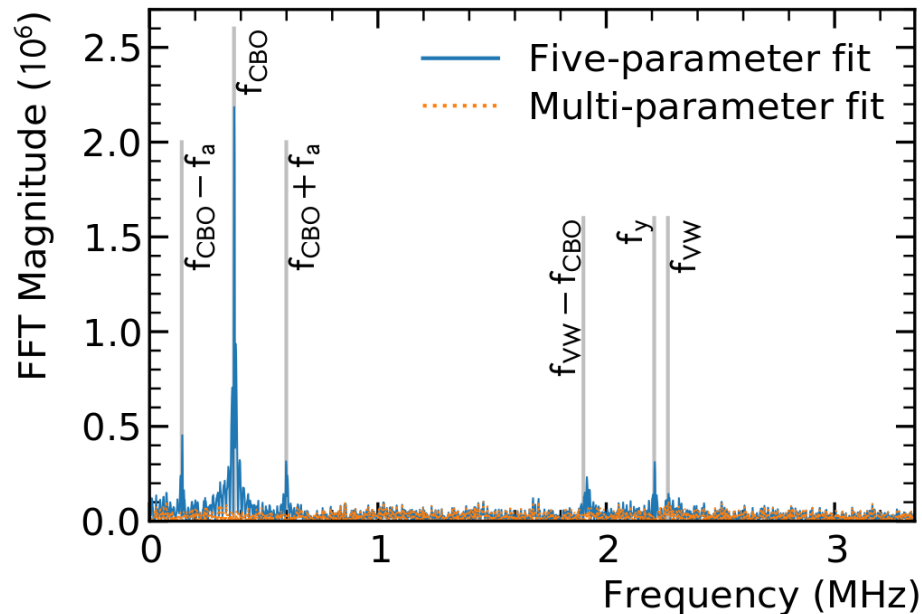 FFT Magnitude (10⁶)
2.5
2.0
1.5
1.0
0.5
0.0
0
1
2
3
Frequency (MHz)
Five-parameter fit
Multi-parameter fit
f_CBO − f_a
f_CBO
f_CBO + f_a
f_VW − f_CBO
f_y
f_VW